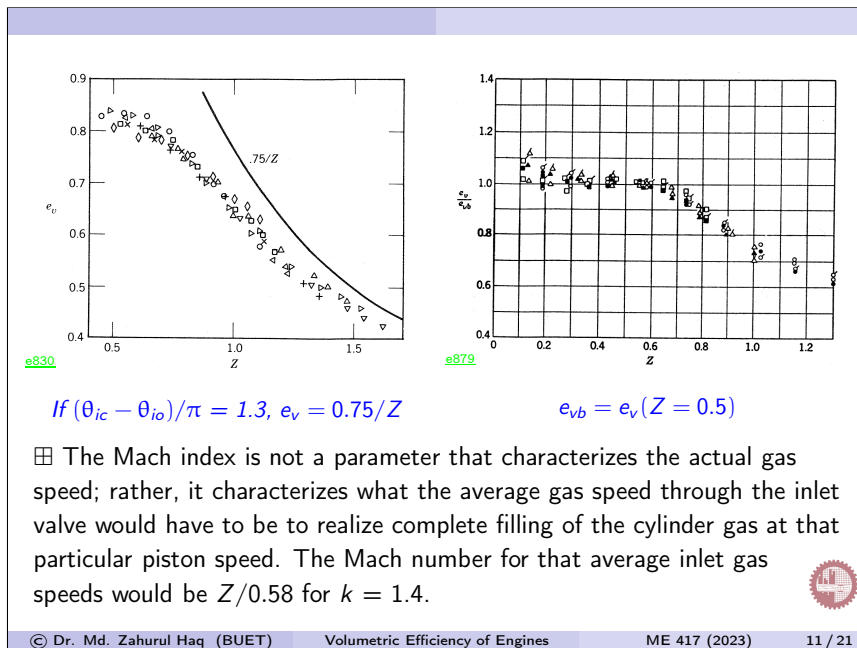 0.9
0.8
0.7
0.6
0.5
0.4
e_v
.75/Z
0.5 1.0 1.5
Z
e830
1.4
1.2
1.0
0.8
0.6
0.4
e_v/e_vb
0 0.2 0.4 0.6 0.8 1.0 1.2
Z
e879
If (θ_ic − θ_io)/π = 1.3, e_v = 0.75/Z
e_vb = e_v(Z = 0.5)
⊞ The Mach index is not a parameter that characterizes the actual gas
speed; rather, it characterizes what the average gas speed through the inlet
valve would have to be to realize complete filling of the cylinder gas at that
particular piston speed. The Mach number for that average inlet gas
speeds would be Z/0.58 for k = 1.4.
© Dr. Md. Zahurul Haq (BUET) Volumetric Efficiency of Engines ME 417 (2023) 11 / 21